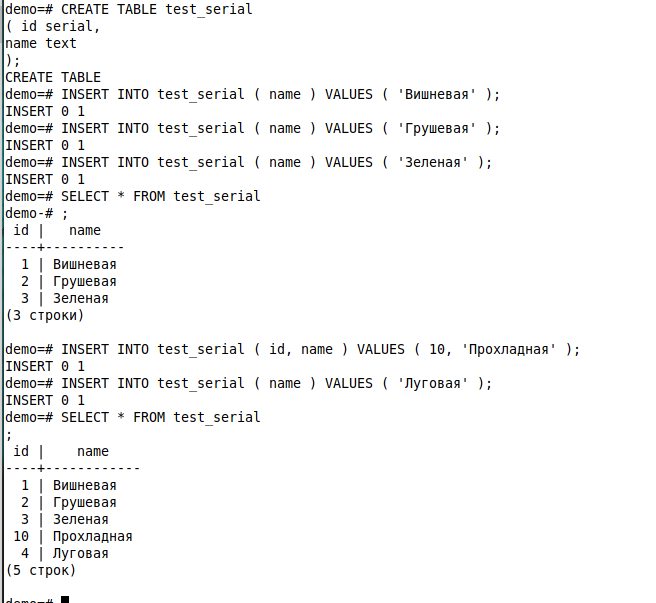 demo=# CREATE TABLE test_serial
( id serial,
name text
);
CREATE TABLE
demo=# INSERT INTO test_serial ( name ) VALUES ( 'Вишневая' );
INSERT 0 1
demo=# INSERT INTO test_serial ( name ) VALUES ( 'Грушевая' );
INSERT 0 1
demo=# INSERT INTO test_serial ( name ) VALUES ( 'Зеленая' );
INSERT 0 1
demo=# SELECT * FROM test_serial
demo-# ;
 id |   name
----+----------
  1 | Вишневая
  2 | Грушевая
  3 | Зеленая
(3 строки)

demo=# INSERT INTO test_serial ( id, name ) VALUES ( 10, 'Прохладная' );
INSERT 0 1
demo=# INSERT INTO test_serial ( name ) VALUES ( 'Луговая' );
INSERT 0 1
demo=# SELECT * FROM test_serial
;
 id |    name
----+------------
  1 | Вишневая
  2 | Грушевая
  3 | Зеленая
 10 | Прохладная
  4 | Луговая
(5 строк)

demo=#